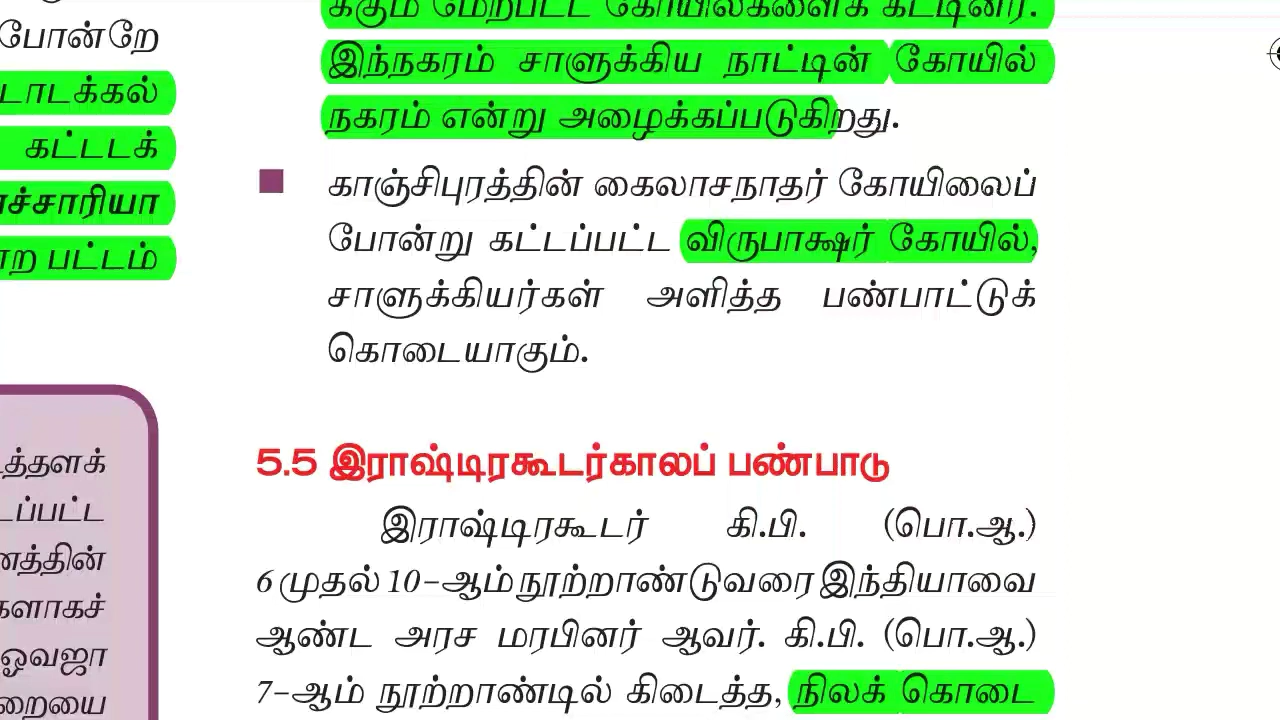 போன்றே
டாடக்கல்
கட்டடக்
ச்சாரியா
ன்ற பட்டம்
த்தளக்
டப்பட்ட
னத்தின்
களாகச்
ஓவஜா
றையை
க்கும் மேற்பட்ட கோயில்களைக் கட்டினர்.
இந்நகரம் சாளுக்கிய நாட்டின் கோயில்
நகரம் என்று அழைக்கப்படுகிறது.
காஞ்சிபுரத்தின் கைலாசநாதர் கோயிலைப்
போன்று கட்டப்பட்ட விருபாக்ஷர் கோயில்,
சாளுக்கியர்கள் அளித்த பண்பாட்டுக்
கொடையாகும்.
5.5 இராஷ்டிரகூடர்காலப் பண்பாடு
இராஷ்டிரகூடர் கி.பி. (பொ.ஆ.)
6 முதல் 10-ஆம் நூற்றாண்டுவரை இந்தியாவை
ஆண்ட அரச மரபினர் ஆவர். கி.பி. (பொ.ஆ.)
7-ஆம் நூற்றாண்டில் கிடைத்த, நிலக் கொடை